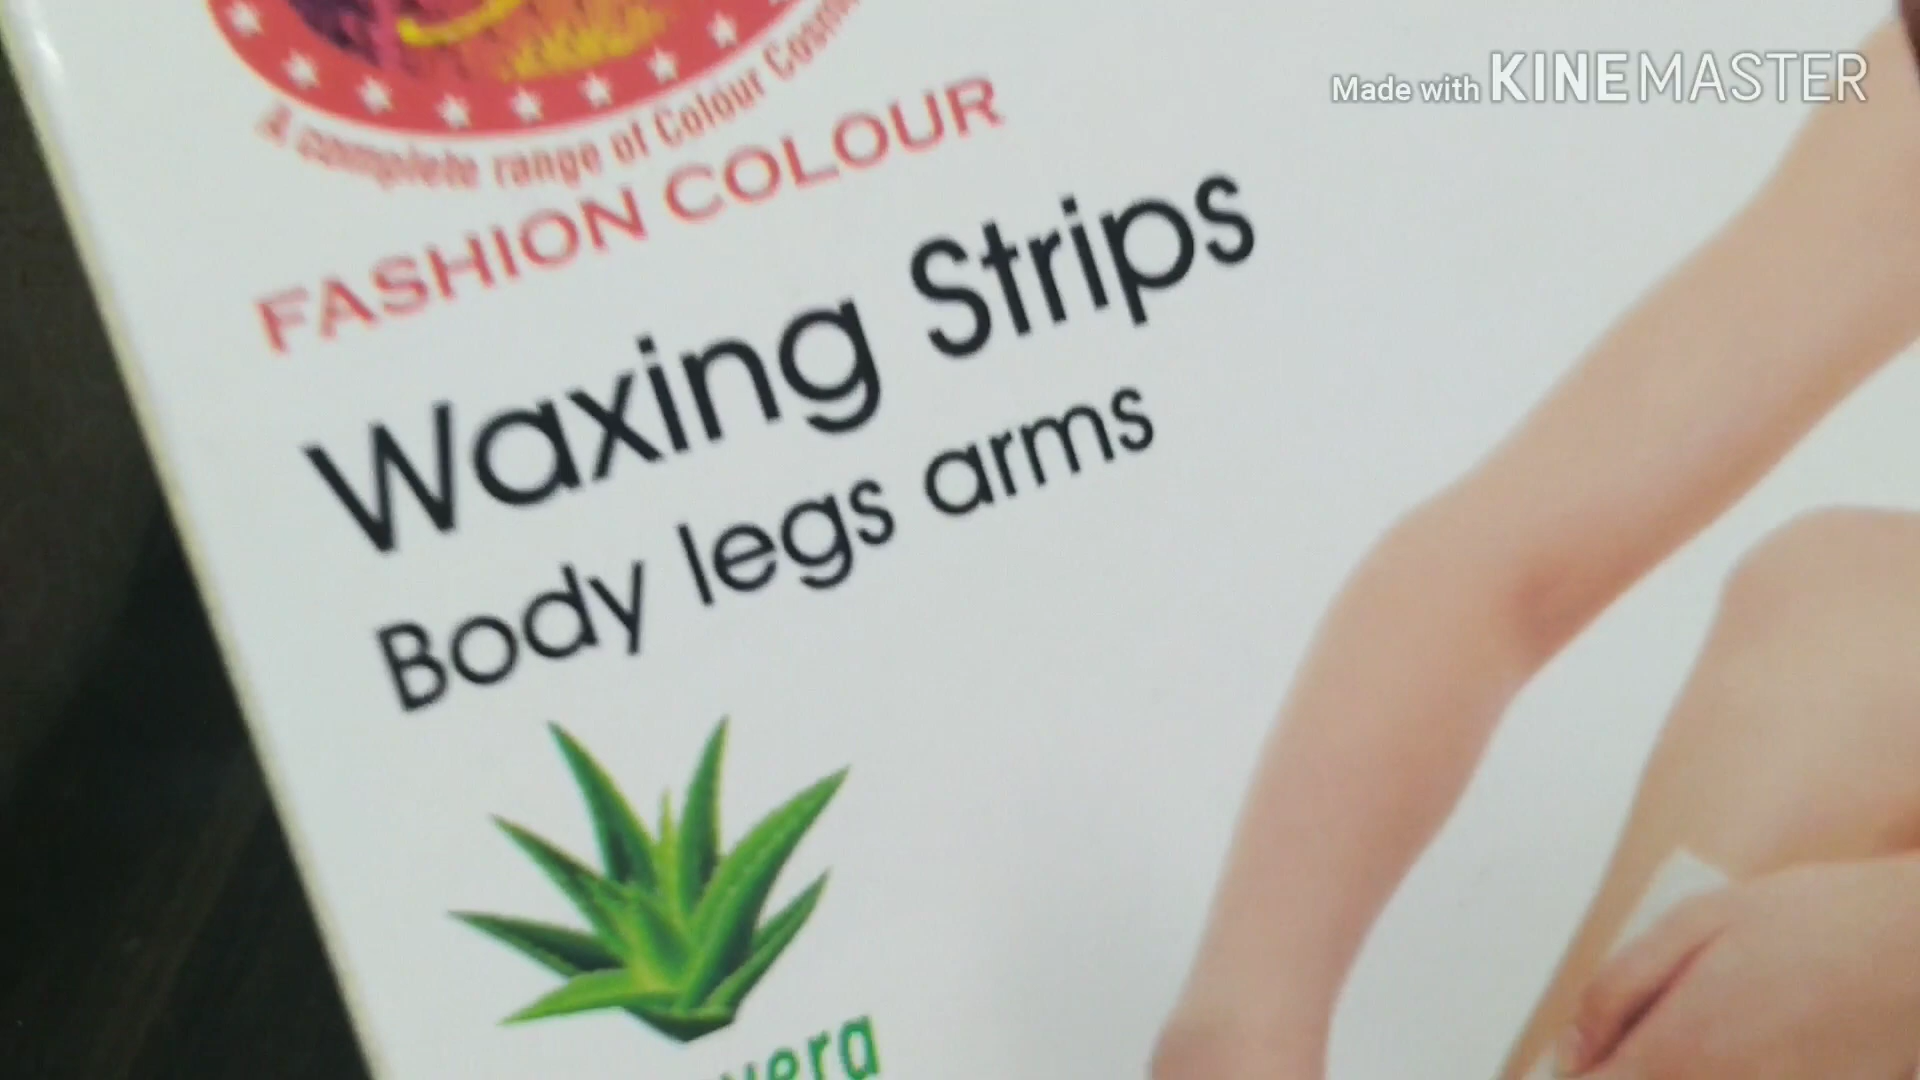 Made with KINEMASTER
A complete range of Colour
FASHION COLOUR
Waxing Strips
Body legs arms
vera